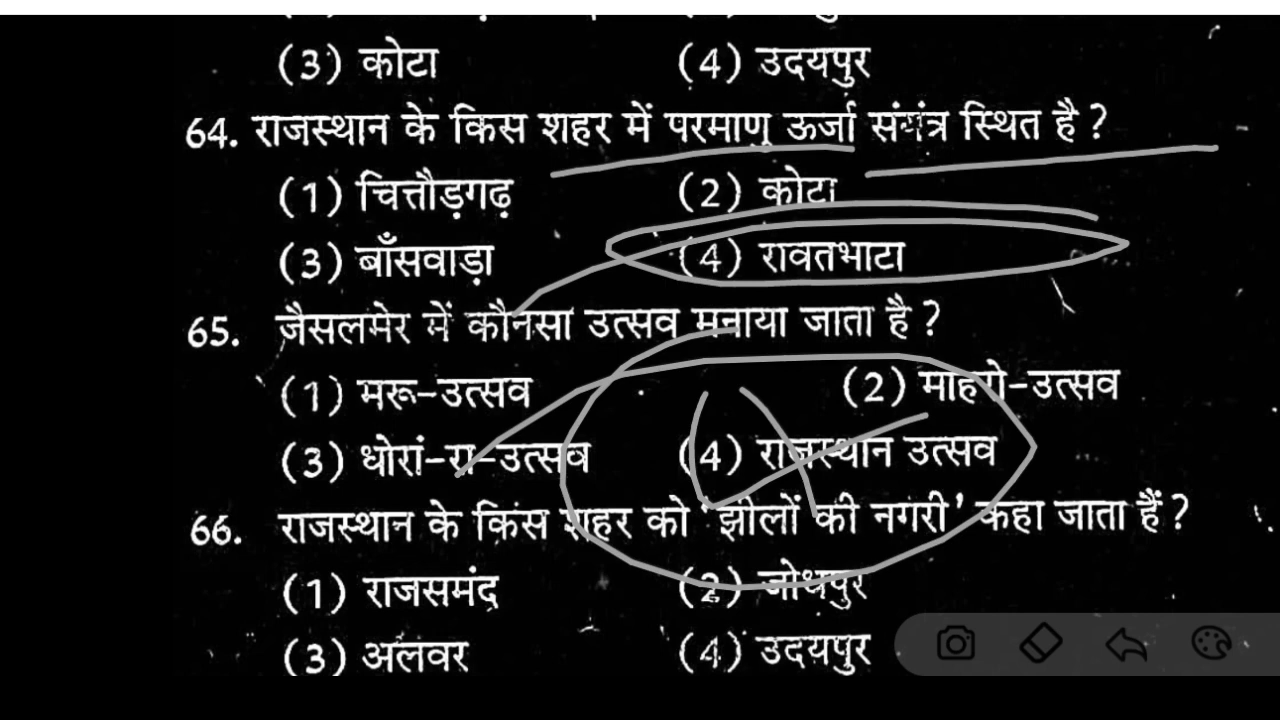 (3) कोटा (4) उदयपुर
64. राजस्थान के किस शहर में परमाणु ऊर्जा संयंत्र स्थित है ?
(1) चित्तौड़गढ़ (2) कोटा
(3) बाँसवाड़ा (4) रावतभाटा
65. जैसलमेर में कौनसा उत्सव मनाया जाता है ?
(1) मरू-उत्सव (2) माहरो-उत्सव
(3) धोरां-रा-उत्सव (4) राजस्थान उत्सव
66. राजस्थान के किस शहर को 'झीलों की नगरी' कहा जाता हैं ?
(1) राजसमंद (2) जोधपुर
(3) अलवर (4) उदयपुर